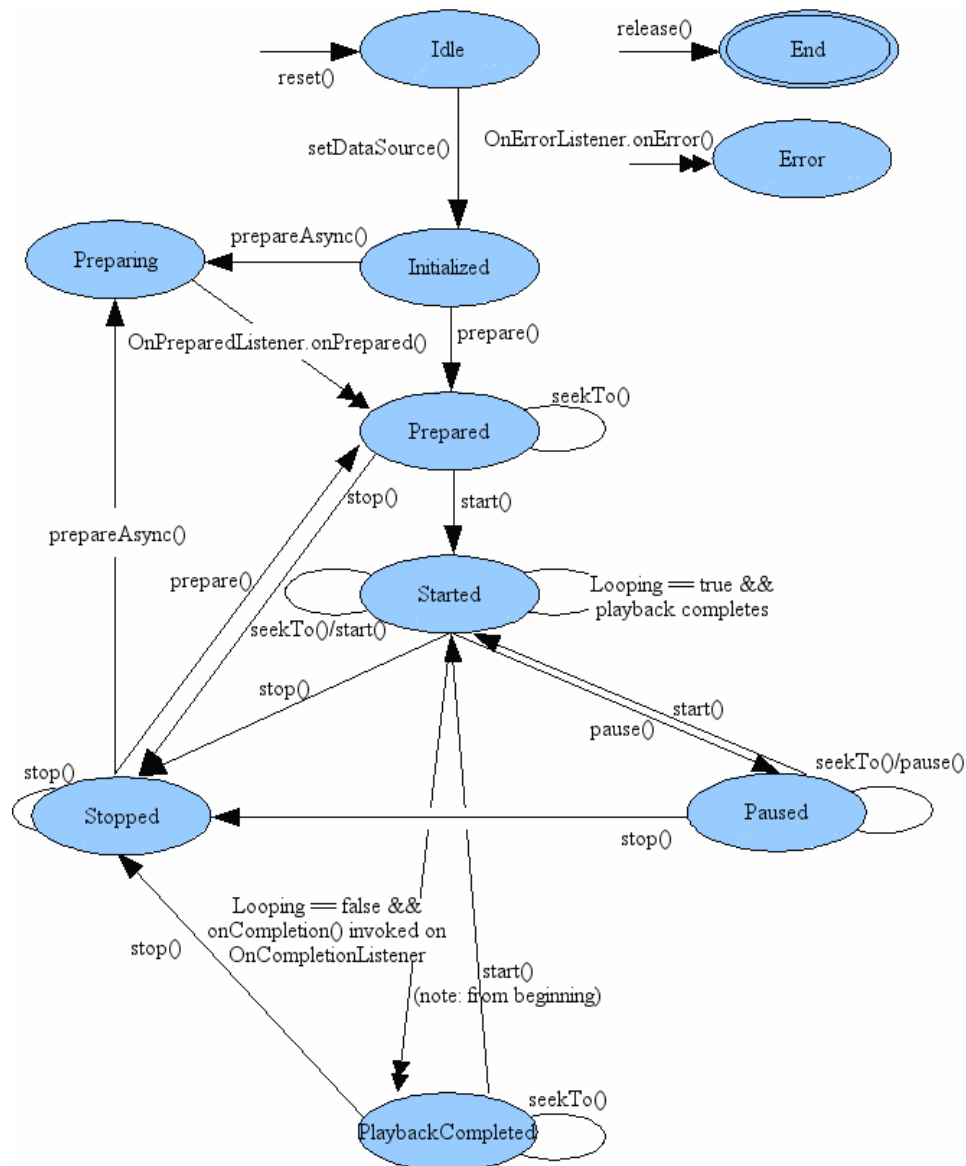 Idle
release()
End
reset()
setDataSource()
OnErrorListener.onError()
Error
Preparing
prepareAsync()
Initialized
OnPreparedListener.onPrepared()
prepare()
seekTo()
Prepared
stop()
start()
prepareAsync()
prepare()
Started
Looping == true &&
playback completes
seekTo()/start()
stop()
start()
pause()
stop()
seekTo()/pause()
Stopped
Paused
stop()
Looping == false &&
onCompletion() invoked on
OnCompletionListener
stop()
start()
(note: from beginning)
seekTo()
PlaybackCompleted